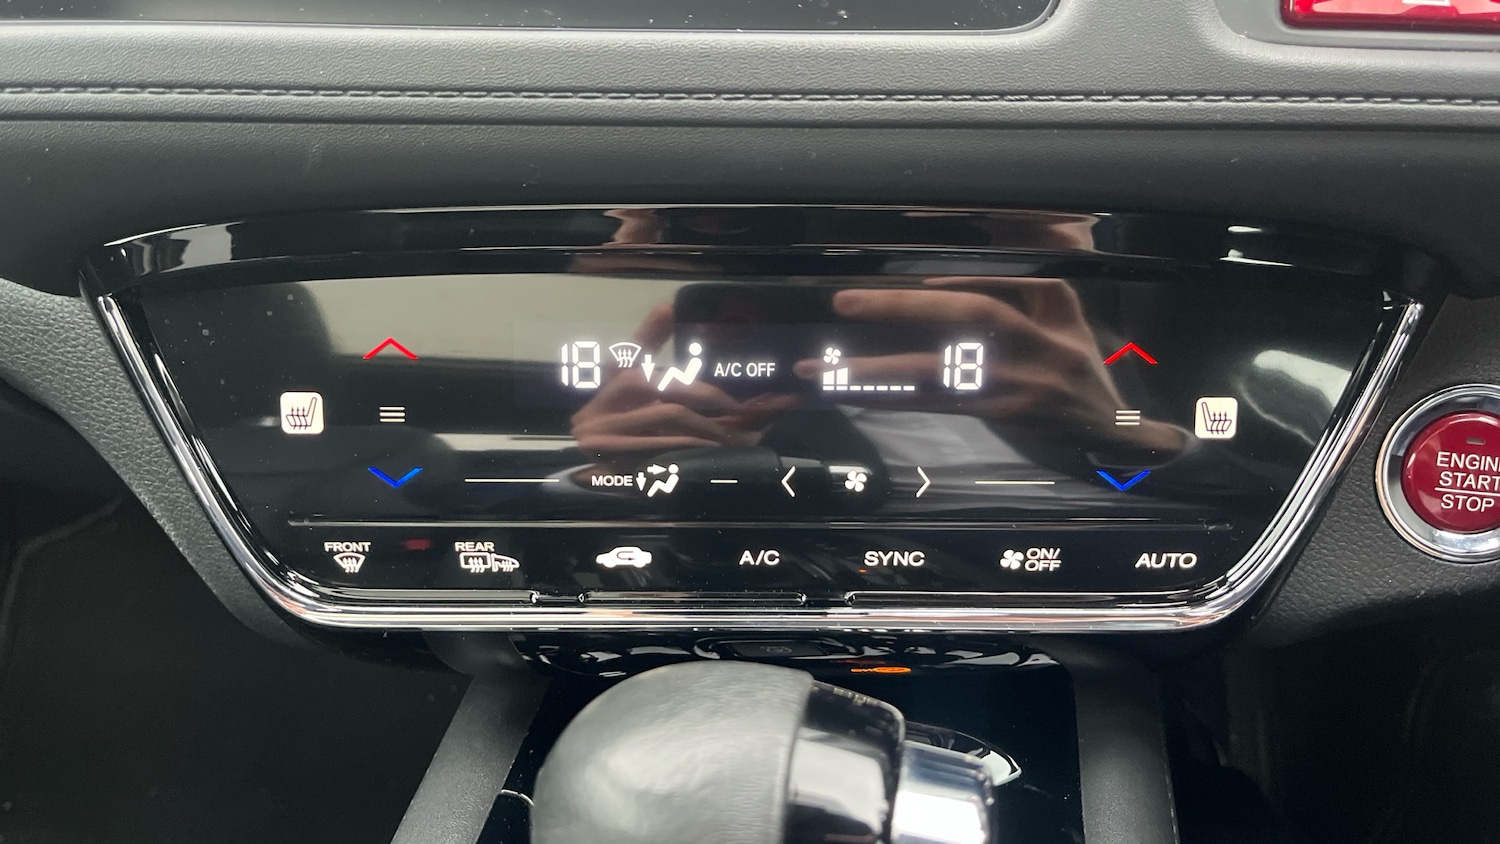 18 A/C OFF 18
MODE
FRONT REAR A/C SYNC ON/OFF AUTO
ENGINE
START
STOP